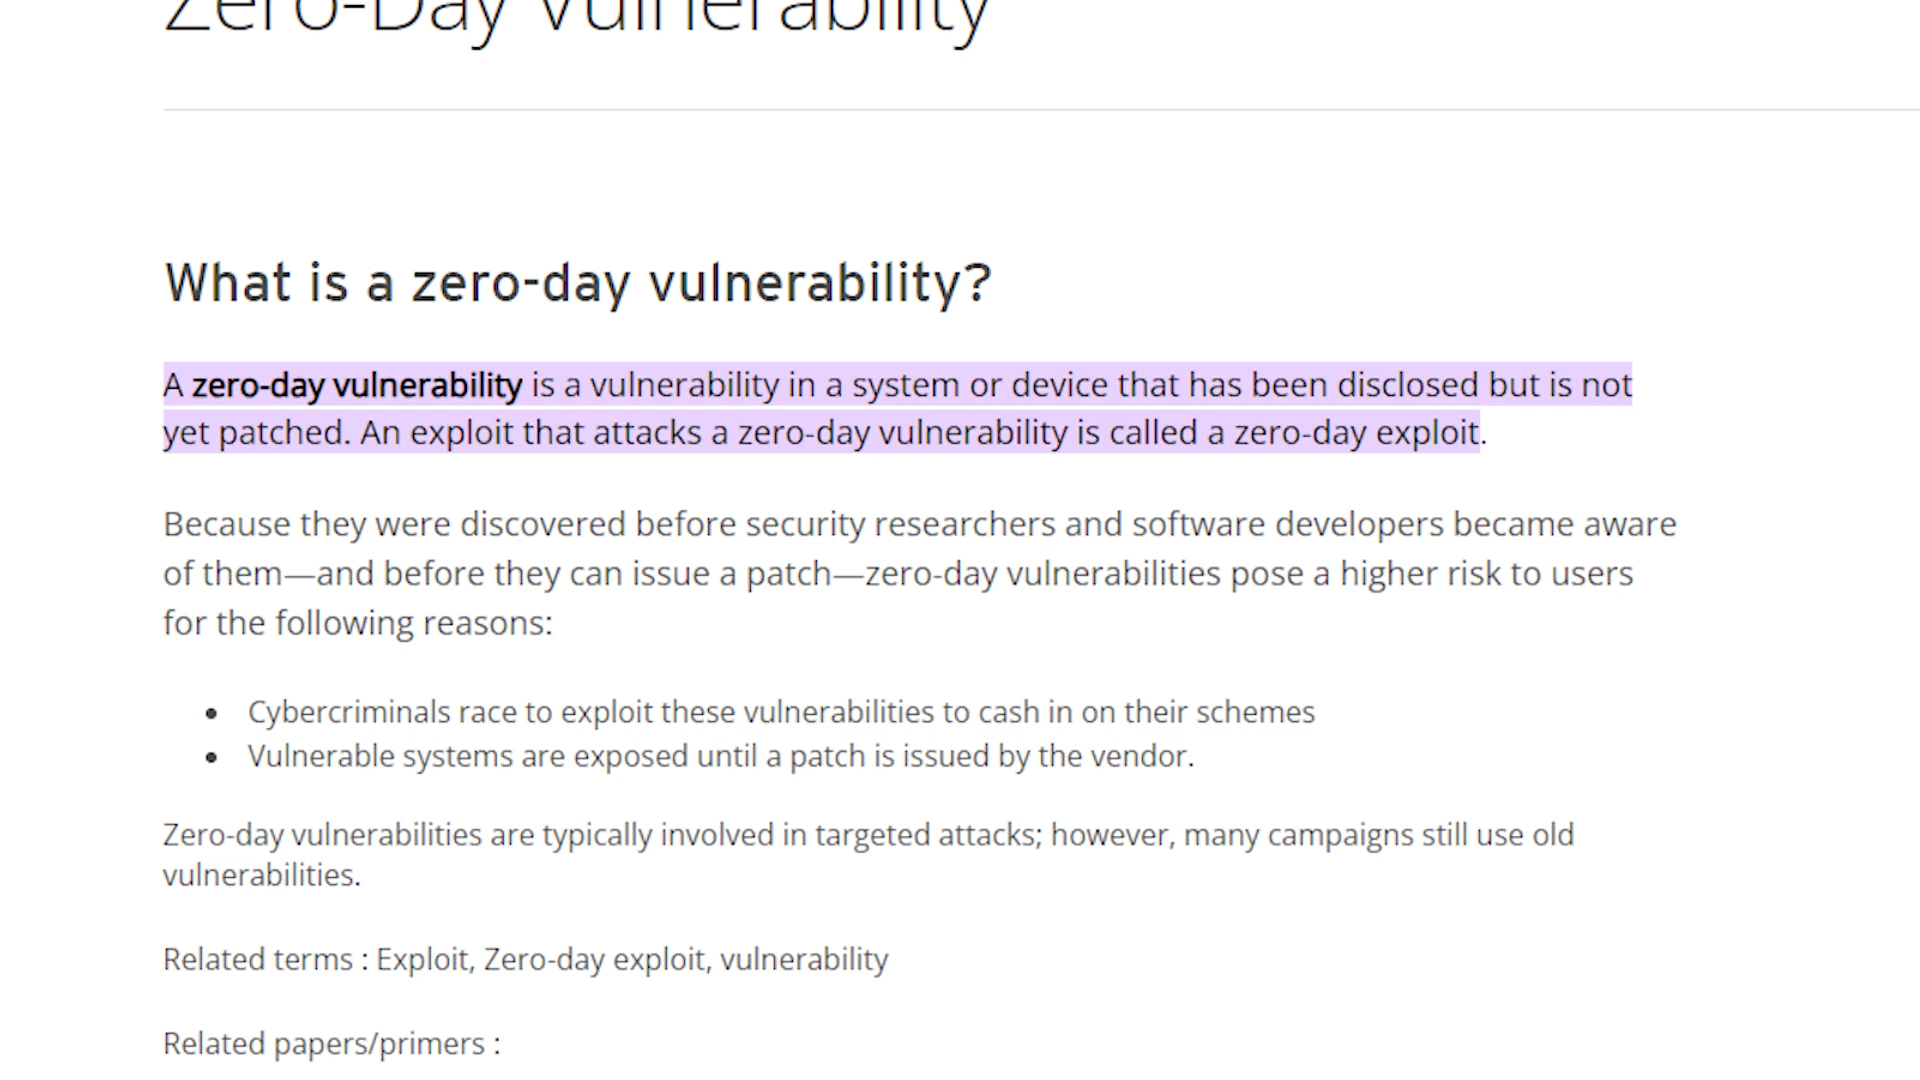 Zero-Day Vulnerability
What is a zero-day vulnerability?
A zero-day vulnerability is a vulnerability in a system or device that has been disclosed but is not
yet patched. An exploit that attacks a zero-day vulnerability is called a zero-day exploit.
Because they were discovered before security researchers and software developers became aware
of them—and before they can issue a patch—zero-day vulnerabilities pose a higher risk to users
for the following reasons:
• Cybercriminals race to exploit these vulnerabilities to cash in on their schemes
• Vulnerable systems are exposed until a patch is issued by the vendor.
Zero-day vulnerabilities are typically involved in targeted attacks; however, many campaigns still use old
vulnerabilities.
Related terms : Exploit, Zero-day exploit, vulnerability
Related papers/primers :